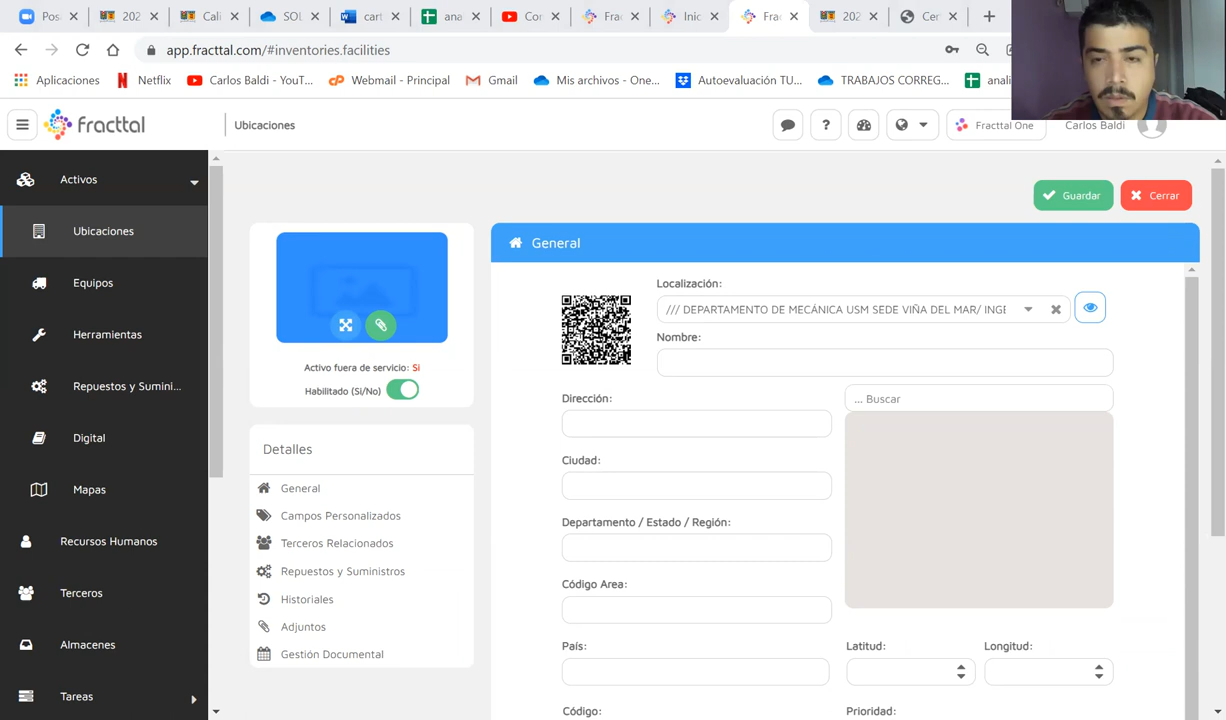 Pos
202
Cali
SOL
cart
ana
Cor
Frac
Inic
Frac
202
Cer
app.fracttal.com/#inventories.facilities
Aplicaciones
Netflix
Carlos Baldi - YouT...
Webmail - Principal
Gmail
Mis archivos - One...
Autoevaluación TU...
TRABAJOS CORREG...
anali
fracttal
Ubicaciones
?
Fracttal One
Carlos Baldi
Activos
Ubicaciones
Equipos
Herramientas
Repuestos y Sumini...
Digital
Mapas
Recursos Humanos
Terceros
Almacenes
Tareas
Guardar
Cerrar
Activo fuera de servicio: Si
Habilitado (Si/No)
Detalles
General
Campos Personalizados
Terceros Relacionados
Repuestos y Suministros
Historiales
Adjuntos
Gestión Documental
General
Localización:
/// DEPARTAMENTO DE MECÁNICA USM SEDE VIÑA DEL MAR/ INGE
Nombre:
Dirección:
... Buscar
Ciudad:
Departamento / Estado / Región:
Código Area:
País:
Latitud:
Longitud:
Código:
Prioridad: